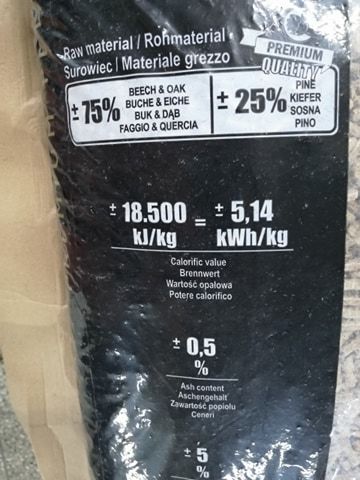 Raw material / Rohmaterial
Surowiec / Materiale grezzo
C
PREMIUM
QUALITY
± 75%
BEECH & OAK
BUCHE & EICHE
BUK & DĄB
FAGGIO & QUERCIA
± 25%
PINE
KIEFER
SOSNA
PINO
± 18.500 = ± 5,14
kJ/kg kWh/kg
Calorific value
Brennwert
Wartość opałowa
Potere calorifico
± 0,5
%
Ash content
Aschengehalt
Zawartość popiołu
Ceneri
± 5
%